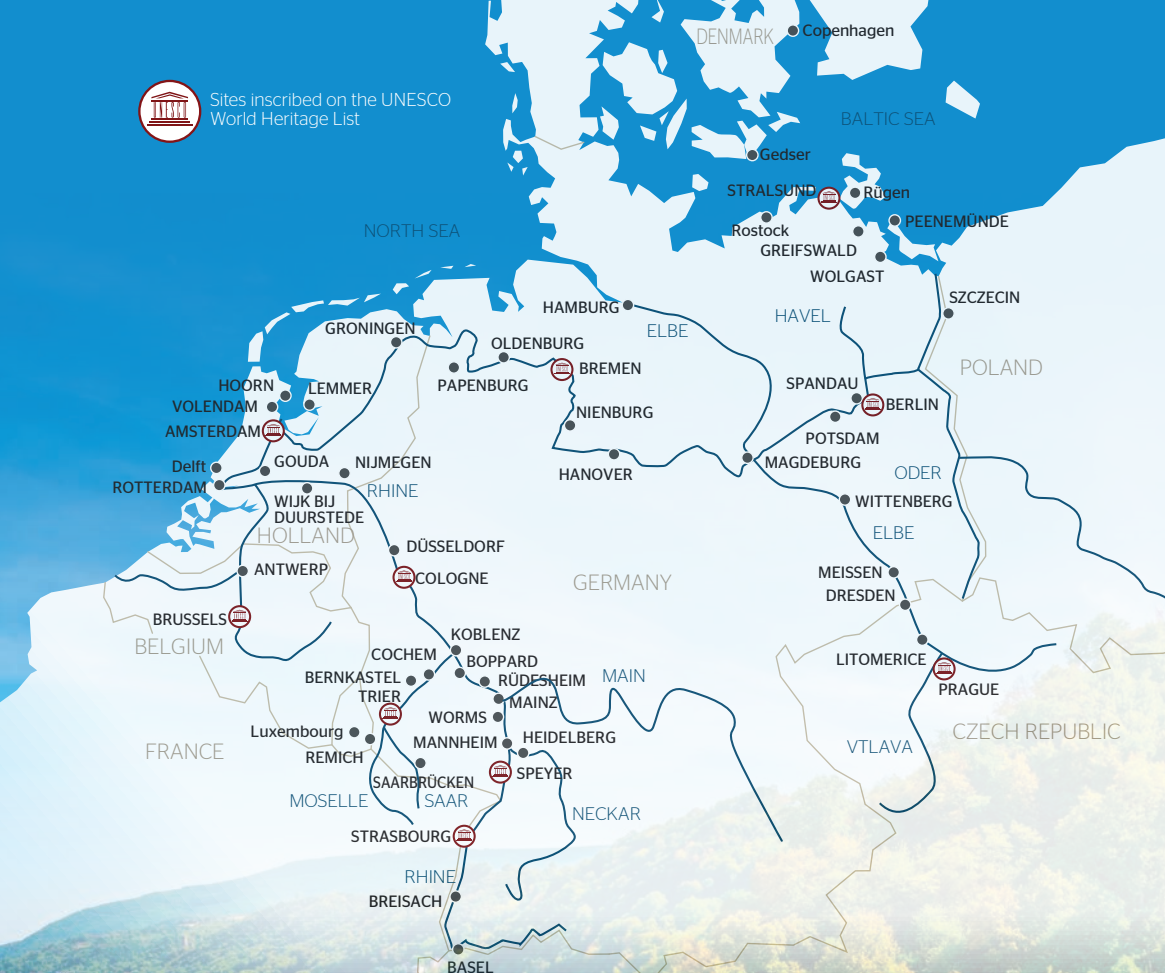 DENMARK
Copenhagen
Sites inscribed on the UNESCO
World Heritage List
BALTIC SEA
Gedser
STRALSUND
Rügen
NORTH SEA
Rostock
PEENEMÜNDE
GREIFSWALD
WOLGAST
SZCZECIN
HAMBURG
ELBE
HAVEL
GRONINGEN
OLDENBURG
BREMEN
POLAND
PAPENBURG
HOORN
LEMMER
SPANDAU
VOLENDAM
BERLIN
NIENBURG
AMSTERDAM
POTSDAM
Delft
GOUDA
NIJMEGEN
MAGDEBURG
HANOVER
ODER
ROTTERDAM
RHINE
WIJK BIJ
DUURSTEDE
WITTENBERG
HOLLAND
ELBE
DÜSSELDORF
ANTWERP
COLOGNE
GERMANY
MEISSEN
DRESDEN
BRUSSELS
BELGIUM
KOBLENZ
COCHEM
BOPPARD
LITOMERICE
BERNKASTEL
RÜDESHEIM
MAIN
TRIER
PRAGUE
MAINZ
WORMS
Luxembourg
MANNHEIM
HEIDELBERG
CZECH REPUBLIC
FRANCE
REMICH
VTLAVA
SPEYER
SAARBRÜCKEN
MOSELLE
SAAR
NECKAR
STRASBOURG
RHINE
BREISACH
BASEL